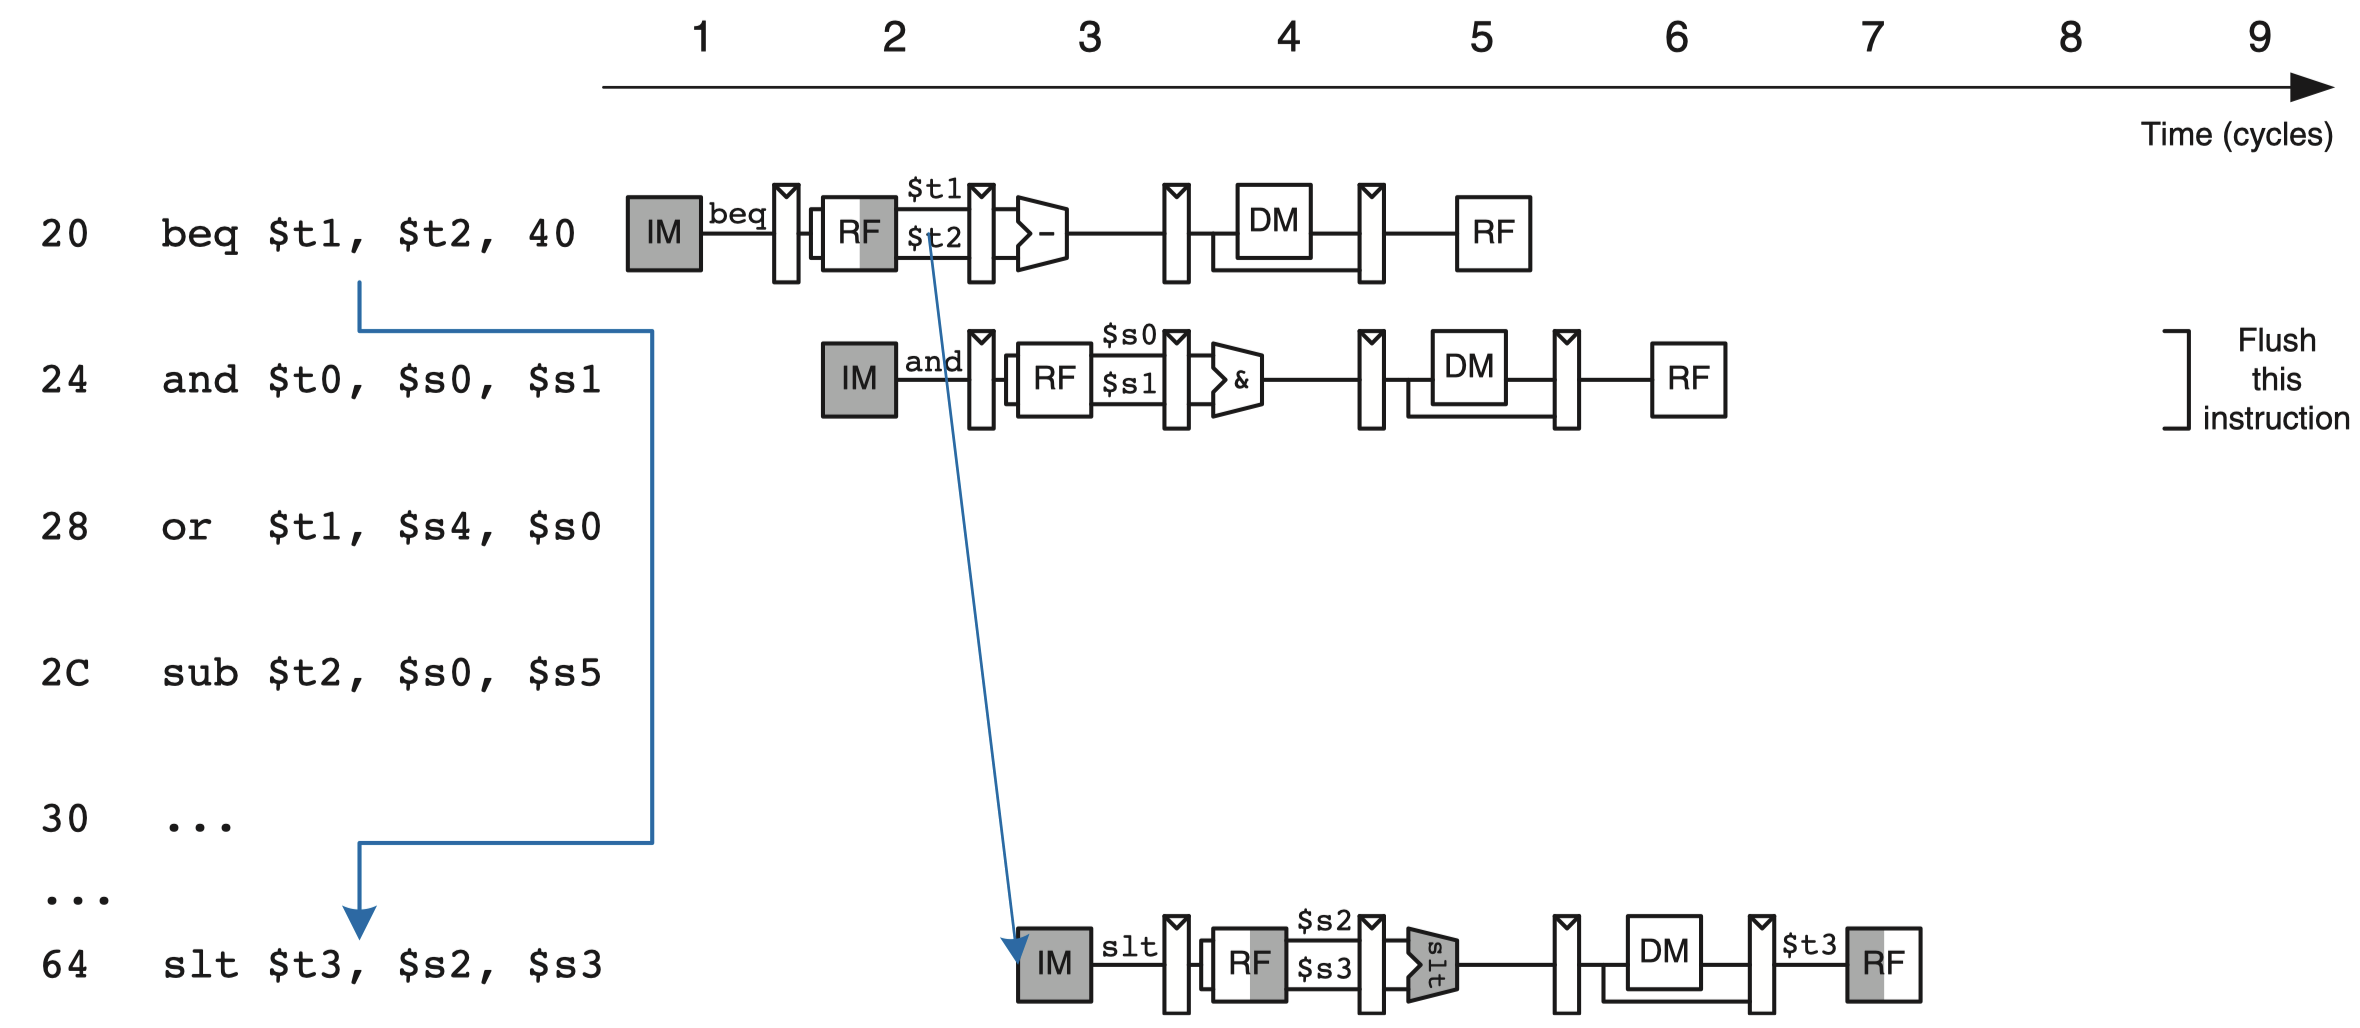 1 2 3 4 5 6 7 8 9
Time (cycles)
20 beq $t1, $t2, 40 IM beq RF $t1 $t2 - DM RF
24 and $t0, $s0, $s1 IM and RF $s0 $s1 & DM RF
Flush
this
instruction
28 or $t1, $s4, $s0
2C sub $t2, $s0, $s5
30 ...
...
64 slt $t3, $s2, $s3 IM slt RF $s2 $s3 slt DM $t3 RF